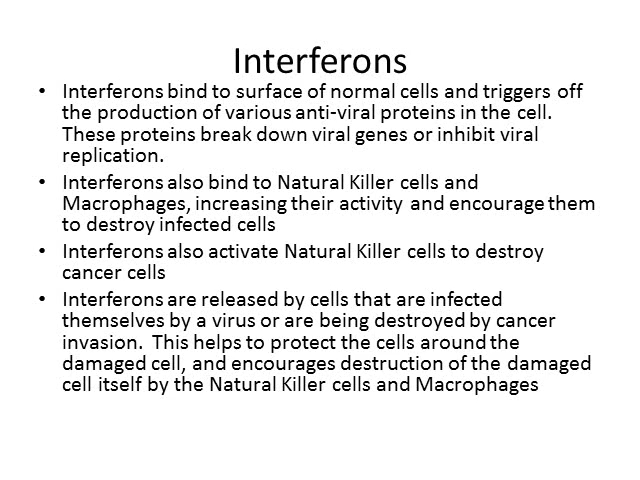 Interferons
• Interferons bind to surface of normal cells and triggers off
the production of various anti-viral proteins in the cell.
These proteins break down viral genes or inhibit viral
replication.
• Interferons also bind to Natural Killer cells and
Macrophages, increasing their activity and encourage them
to destroy infected cells
• Interferons also activate Natural Killer cells to destroy
cancer cells
• Interferons are released by cells that are infected
themselves by a virus or are being destroyed by cancer
invasion. This helps to protect the cells around the
damaged cell, and encourages destruction of the damaged
cell itself by the Natural Killer cells and Macrophages